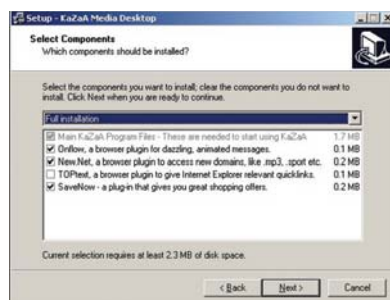 Setup - KaZaA Media Desktop
Select Components
Which components should be installed?
Select the components you want to install; clear the components you do not want to
install. Click Next when you are ready to continue.
Full installation
Main KaZaA Program Files - These are needed to start using KaZaA 1.7 MB
Onflow, a browser plugin for dazzling, animated messages. 0.1 MB
New.Net, a browser plugin to access new domains, like .mp3, .sport etc. 0.2 MB
TOPtext, a browser plugin to give Internet Explorer relevant quicklinks. 0.1 MB
SaveNow - a plug-in that gives you great shopping offers. 0.2 MB
Current selection requires at least 2.3 MB of disk space.
< Back Next > Cancel